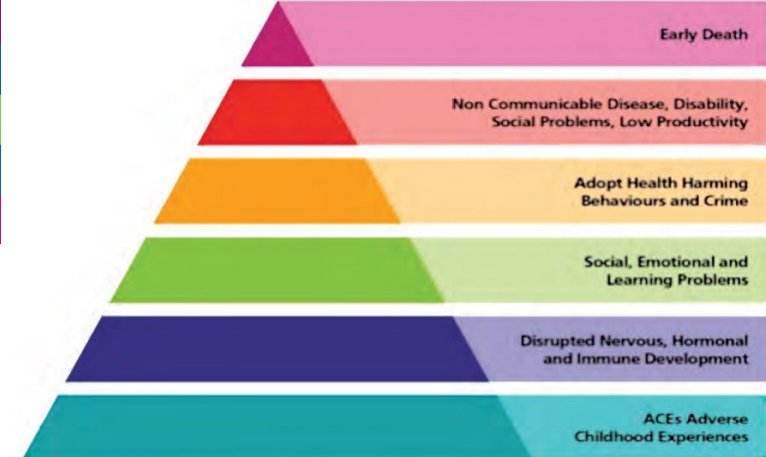 Early Death
Non Communicable Disease, Disability,
Social Problems, Low Productivity
Adopt Health Harming
Behaviours and Crime
Social, Emotional and
Learning Problems
Disrupted Nervous, Hormonal
and Immune Development
ACEs Adverse
Childhood Experiences